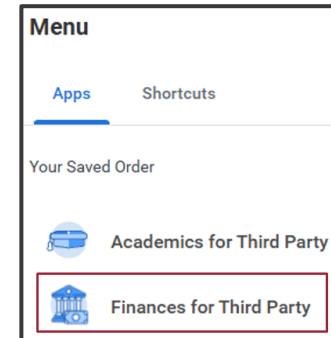 Menu
Apps Shortcuts
Your Saved Order
Academics for Third Party
Finances for Third Party